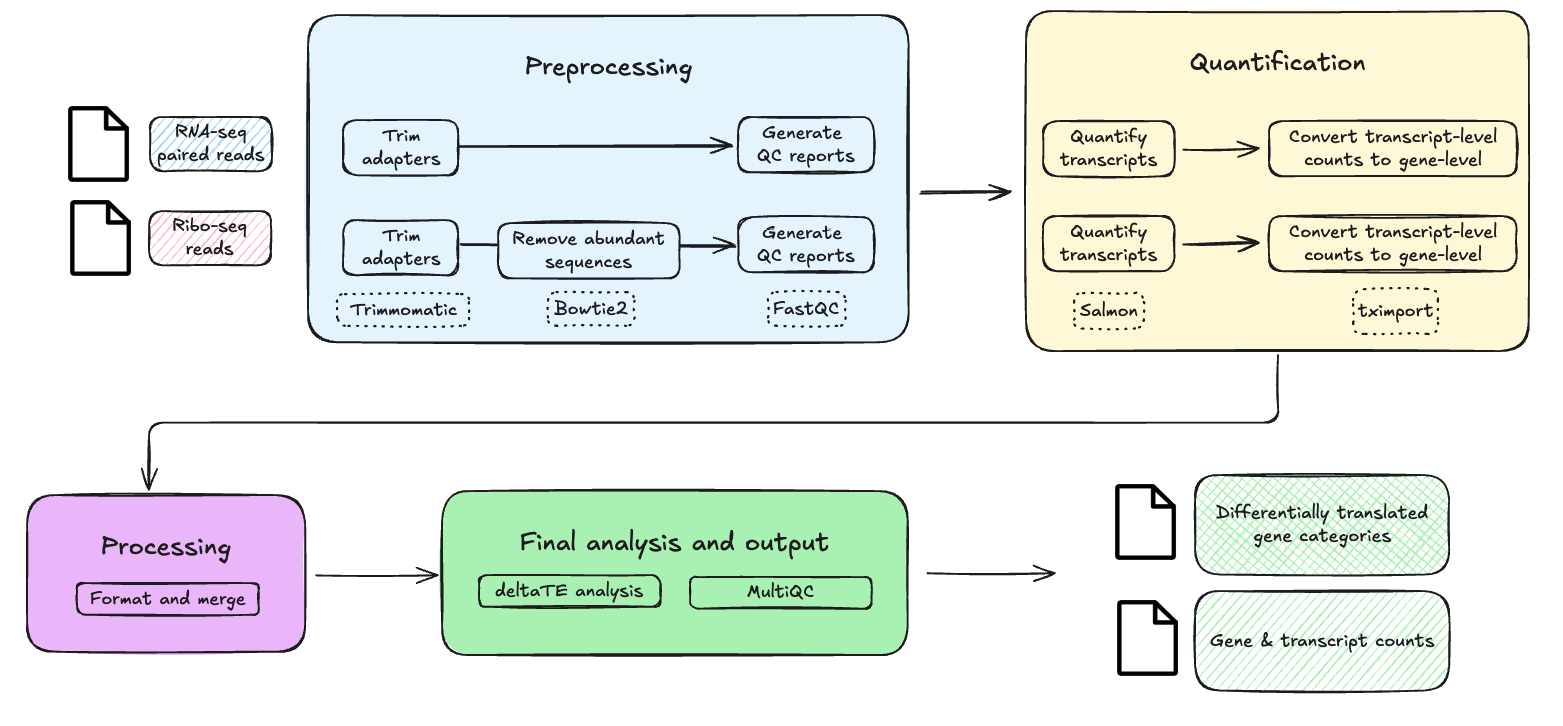 Preprocessing
Quantification
RNA-seq
paired reads
Trim
adapters
Generate
QC reports
Quantify
transcripts
Convert transcript-level
counts to gene-level
Ribo-seq
reads
Trim
adapters
Remove abundant
sequences
Generate
QC reports
Quantify
transcripts
Convert transcript-level
counts to gene-level
Trimmomatic
Bowtie2
FastQC
Salmon
tximport
Processing
Format and merge
Final analysis and output
deltaTE analysis
MultiQC
Differentially translated
gene categories
Gene & transcript counts